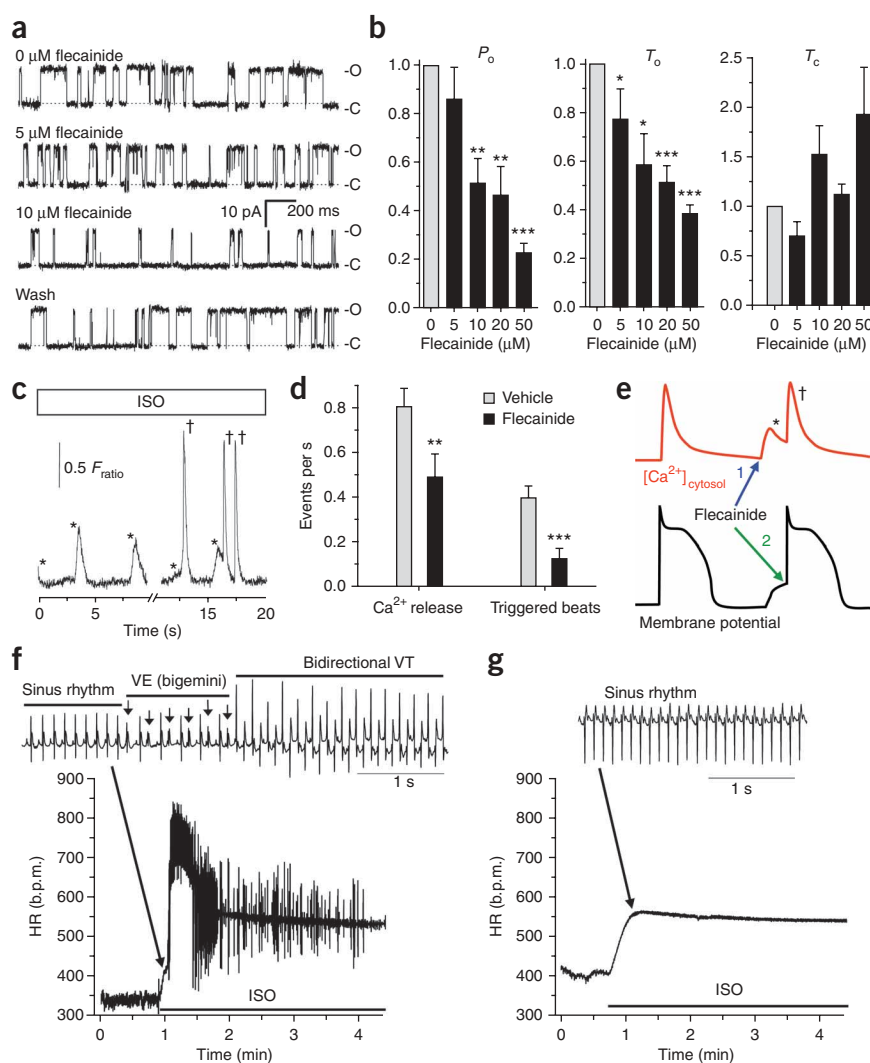 a
0 µM flecainide
-O
-C
5 µM flecainide
-O
-C
10 µM flecainide
10 pA
200 ms
-O
-C
Wash
-O
-C
b
Po
1.0
0.8
0.6
0.4
0.2
0.0
** ** ***
0 5 10 20 50
Flecainide (µM)
To
1.0
0.8
0.6
0.4
0.2
0.0
* * *** ***
0 5 10 20 50
Flecainide (µM)
Tc
2.5
2.0
1.5
1.0
0.5
0.0
0 5 10 20 50
Flecainide (µM)
c
ISO
0.5 Fratio
* * * * † * † †
0 5 15 20
Time (s)
d
Vehicle
Flecainide
Events per s
0.8
0.6
0.4
0.2
0.0
** ***
Ca2+ release
Triggered beats
e
* †
[Ca2+]cytosol
1
Flecainide
2
Membrane potential
f
Sinus rhythm
VE (bigemini)
Bidirectional VT
1 s
HR (b.p.m.)
900
800
700
600
500
400
300
ISO
0 1 2 3 4
Time (min)
g
Sinus rhythm
1 s
HR (b.p.m.)
900
800
700
600
500
400
300
ISO
0 1 2 3 4
Time (min)